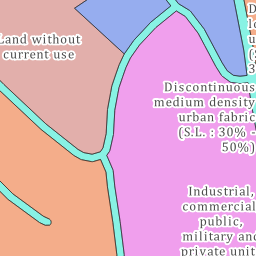 Land without
current use
Discontinuous
medium density
urban fabric
(S.L. : 30% -
50%)
Industrial,
commercial
public,
military and
private unit